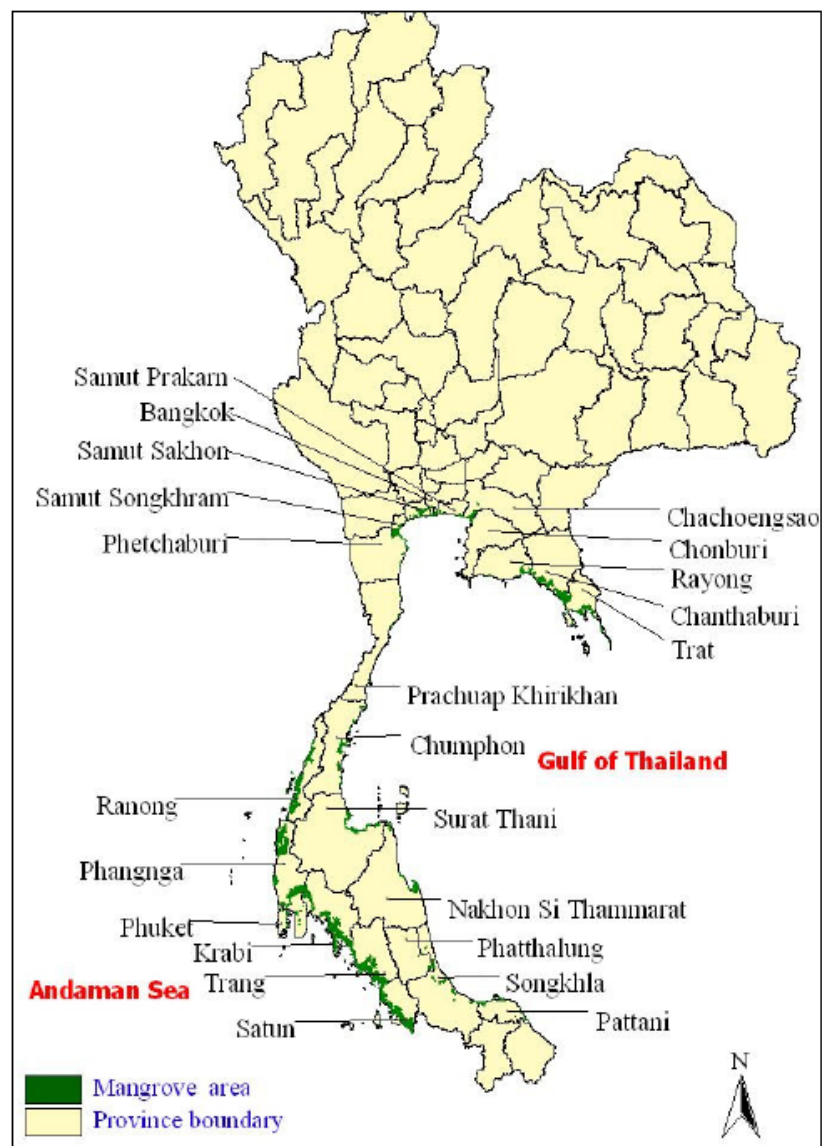 Samut Prakarn
Bangkok
Samut Sakhon
Samut Songkhram
Phetchaburi
Chachoengsao
Chonburi
Rayong
Chanthaburi
Trat
Prachuap Khirikhan
Chumphon
Gulf of Thailand
Ranong
Surat Thani
Phangnga
Nakhon Si Thammarat
Phuket
Phatthalung
Krabi
Trang
Songkhla
Andaman Sea
Satun
Pattani
N
Mangrove area
Province boundary